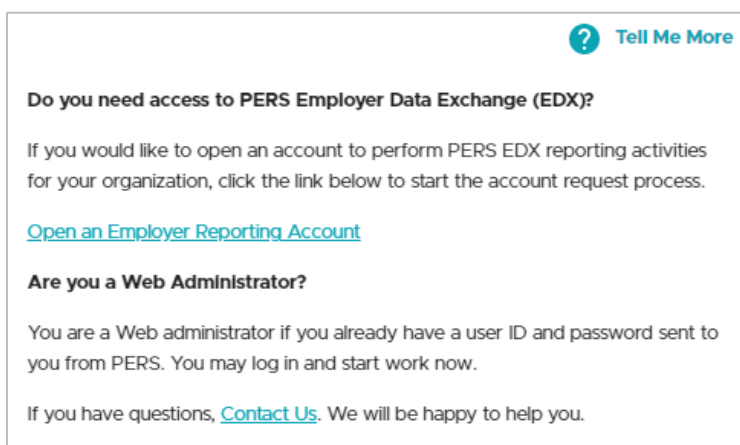 ? Tell Me More
Do you need access to PERS Employer Data Exchange (EDX)?
If you would like to open an account to perform PERS EDX reporting activities
for your organization, click the link below to start the account request process.
Open an Employer Reporting Account
Are you a Web Administrator?
You are a Web administrator if you already have a user ID and password sent to
you from PERS. You may log in and start work now.
If you have questions, Contact Us. We will be happy to help you.